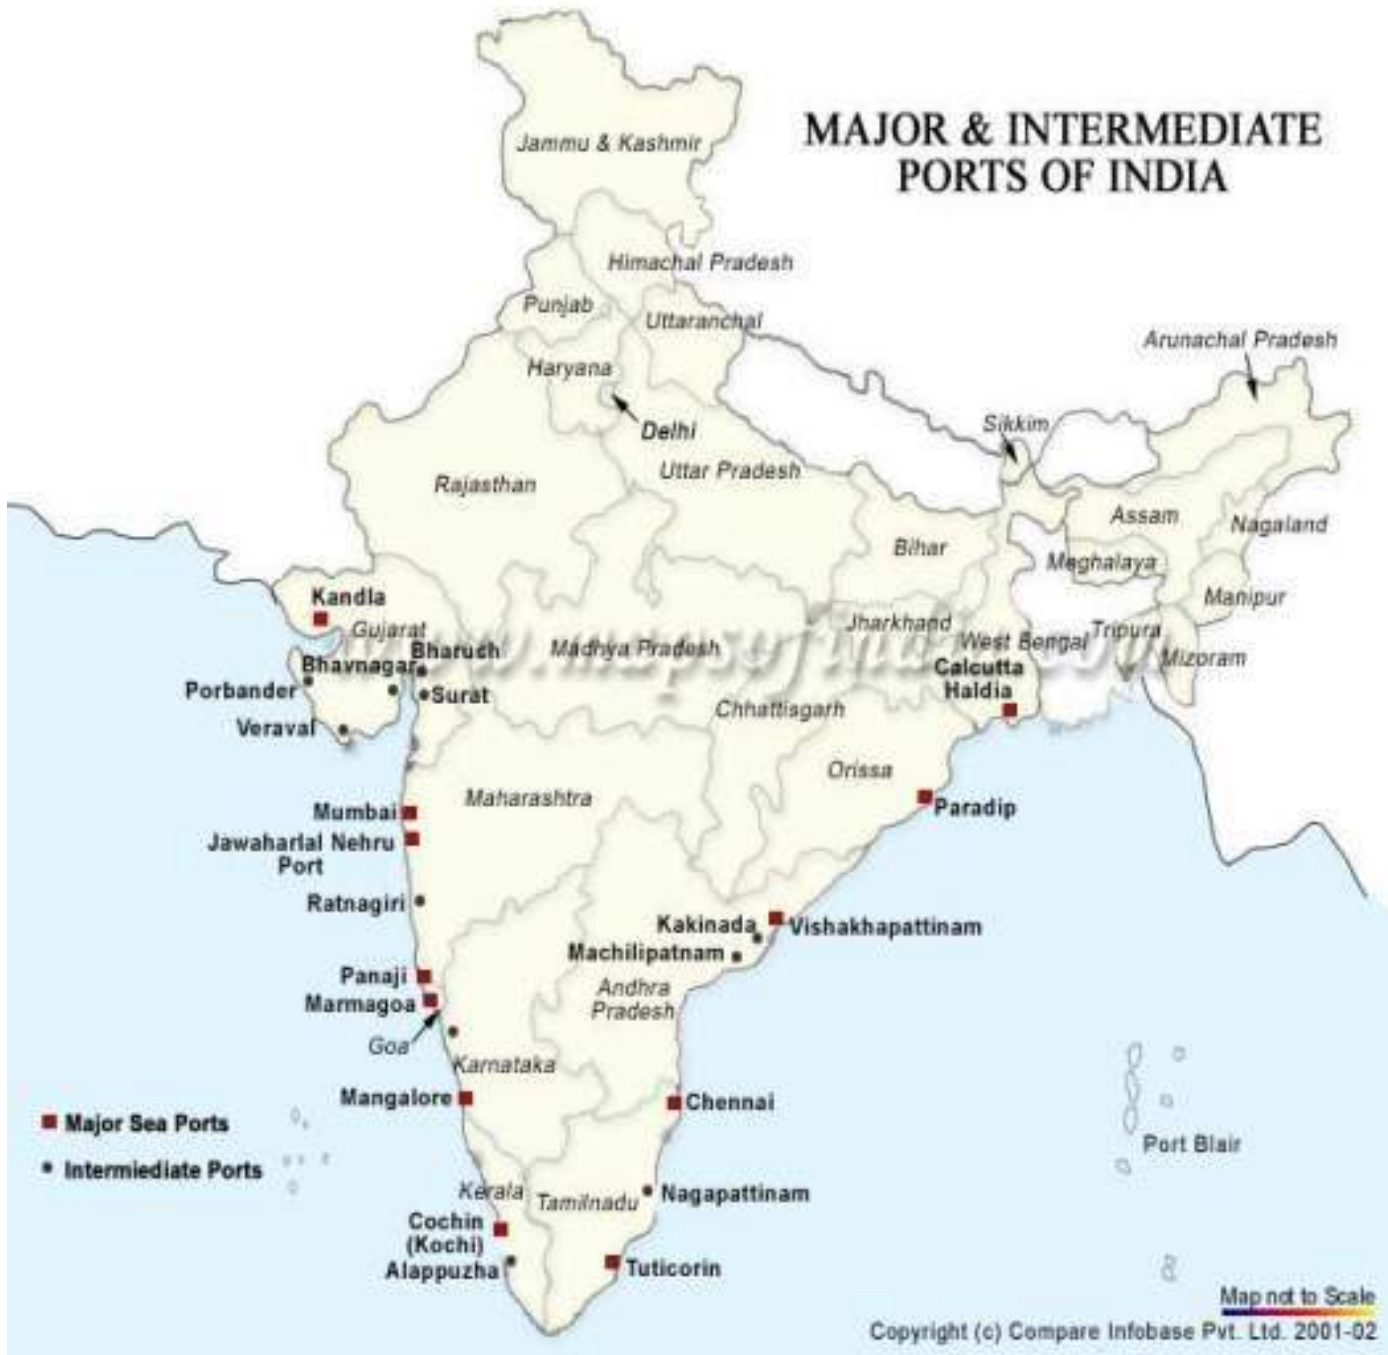 MAJOR & INTERMEDIATE
PORTS OF INDIA
Jammu & Kashmir
Himachal Pradesh
Punjab
Uttaranchal
Arunachal Pradesh
Haryana
Delhi
Sikkim
Uttar Pradesh
Rajasthan
Assam
Nagaland
Bihar
Meghalaya
Kandla
Manipur
Gujarat
Jharkhand
Tripura
West Bengal
Madhya Pradesh
Mizoram
Bharuch
Bhavnagar
Calcutta
Haldia
Porbander
Surat
Chhattisgarh
Veraval
Orissa
Maharashtra
Mumbai
Paradip
Jawaharlal Nehru
Port
Ratnagiri
Kakinada
Vishakhapattinam
Machilipatnam
Panaji
Andhra
Pradesh
Marmagoa
Goa
Karnataka
Mangalore
Chennai
Major Sea Ports
Port Blair
Intermiediate Ports
Kerala
Tamilnadu
Nagapattinam
Cochin
(Kochi)
Alappuzha
Tuticorin
Map not to Scale
Copyright (c) Compare Infobase Pvt. Ltd. 2001-02